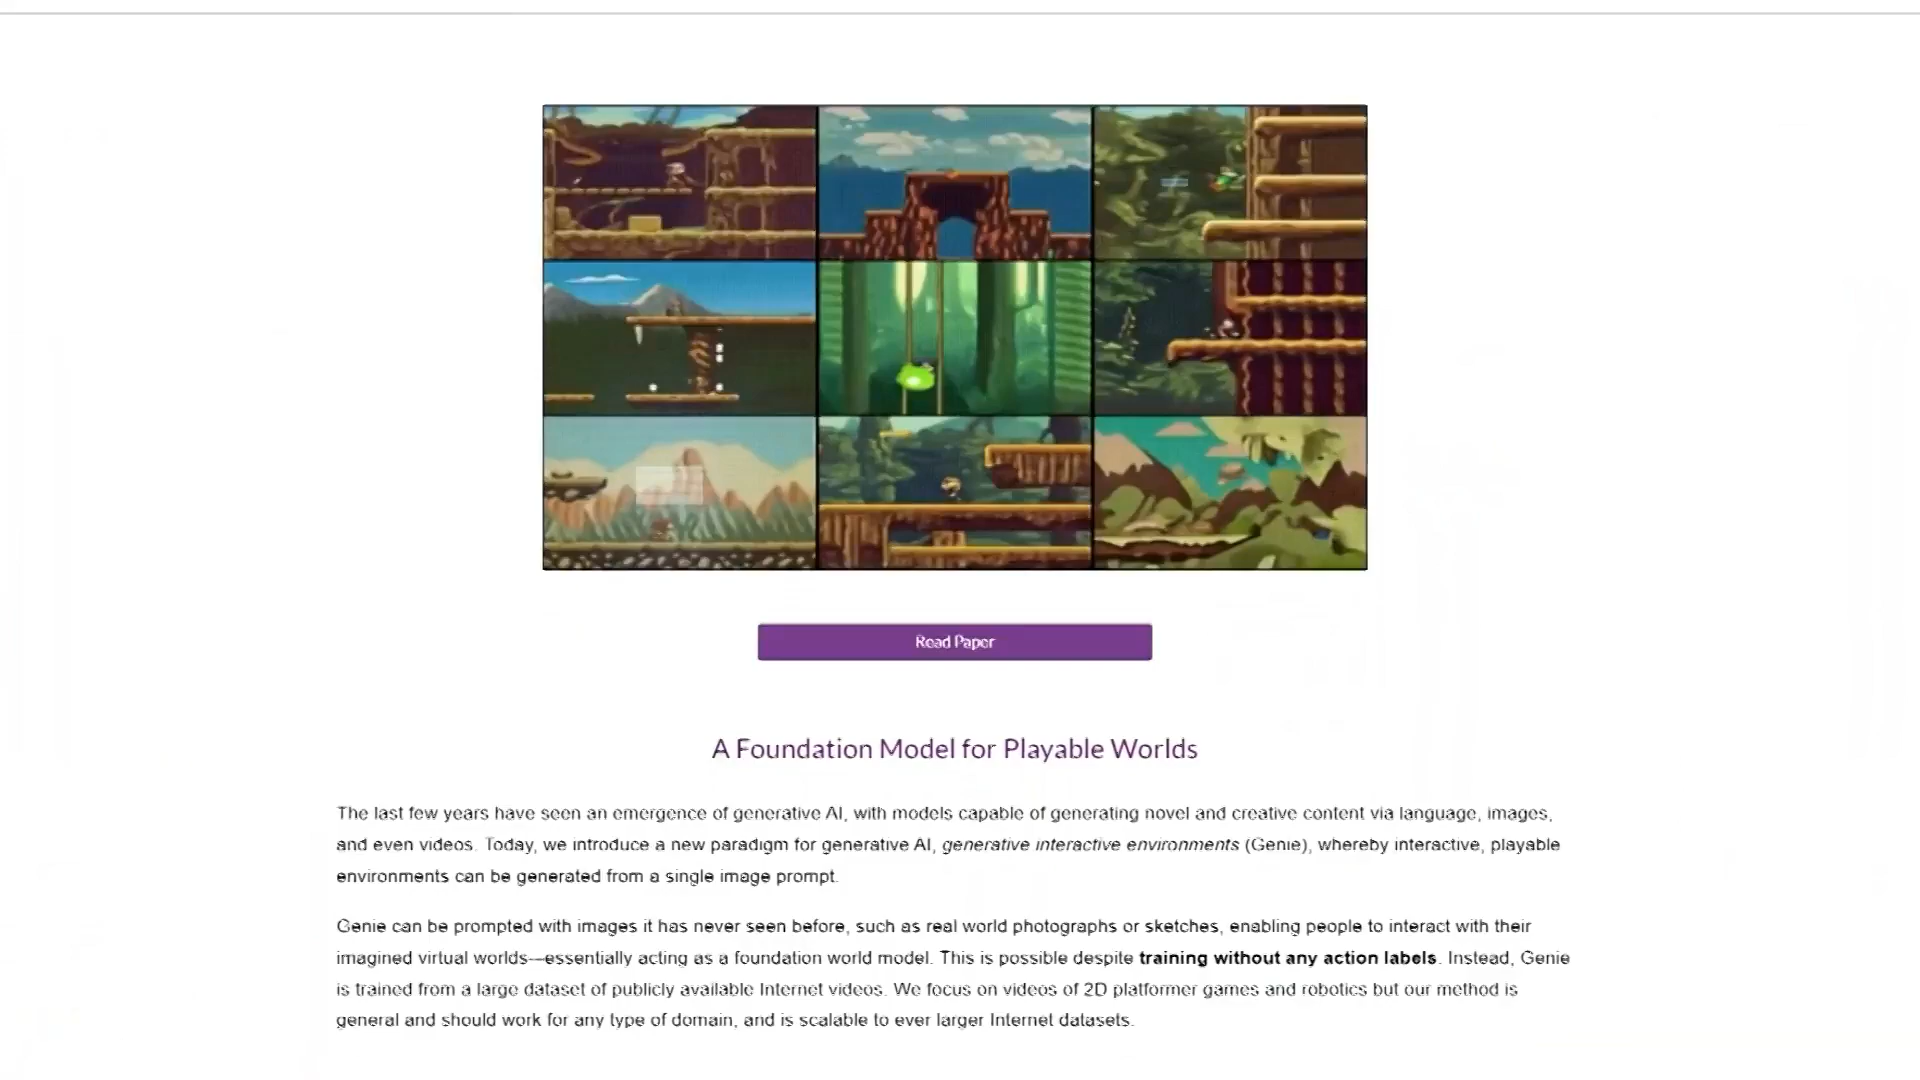 Read Paper
A Foundation Model for Playable Worlds
The last few years have seen an emergence of generative AI, with models capable of generating novel and creative content via language, images,
and even videos. Today, we introduce a new paradigm for generative AI, generative interactive environments (Genie), whereby interactive, playable
environments can be generated from a single image prompt.
Genie can be prompted with images it has never seen before, such as real world photographs or sketches, enabling people to interact with their
imagined virtual worlds—essentially acting as a foundation world model. This is possible despite training without any action labels. Instead, Genie
is trained from a large dataset of publicly available Internet videos. We focus on videos of 2D platformer games and robotics but our method is
general and should work for any type of domain, and is scalable to ever larger Internet datasets.